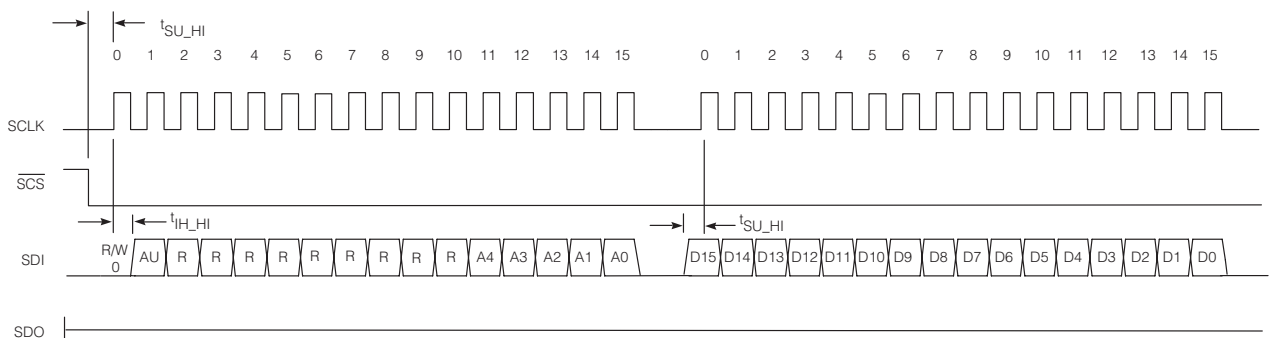 tSU_HI
0 1 2 3 4 5 6 7 8 9 10 11 12 13 14 15 0 1 2 3 4 5 6 7 8 9 10 11 12 13 14 15
SCLK
SCS
tIH_HI
tSU_HI
SDI R/W 0 AU R R R R R R R R R A4 A3 A2 A1 A0 D15 D14 D13 D12 D11 D10 D9 D8 D7 D6 D5 D4 D3 D2 D1 D0
SDO